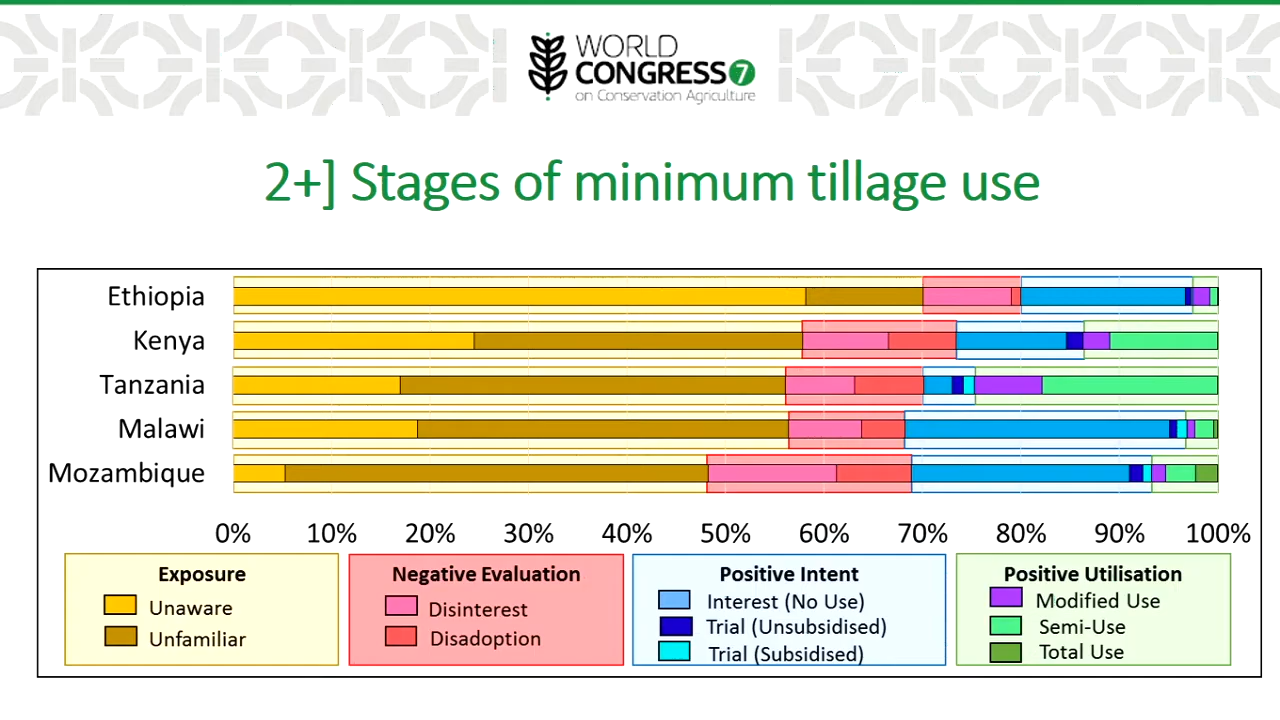 WORLD
CONGRESS 7
on Conservation Agriculture
2+] Stages of minimum tillage use
Ethiopia
Kenya
Tanzania
Malawi
Mozambique
0% 10% 20% 30% 40% 50% 60% 70% 80% 90% 100%
Exposure
Unaware
Unfamiliar
Negative Evaluation
Disinterest
Disadoption
Positive Intent
Interest (No Use)
Trial (Unsubsidised)
Trial (Subsidised)
Positive Utilisation
Modified Use
Semi-Use
Total Use